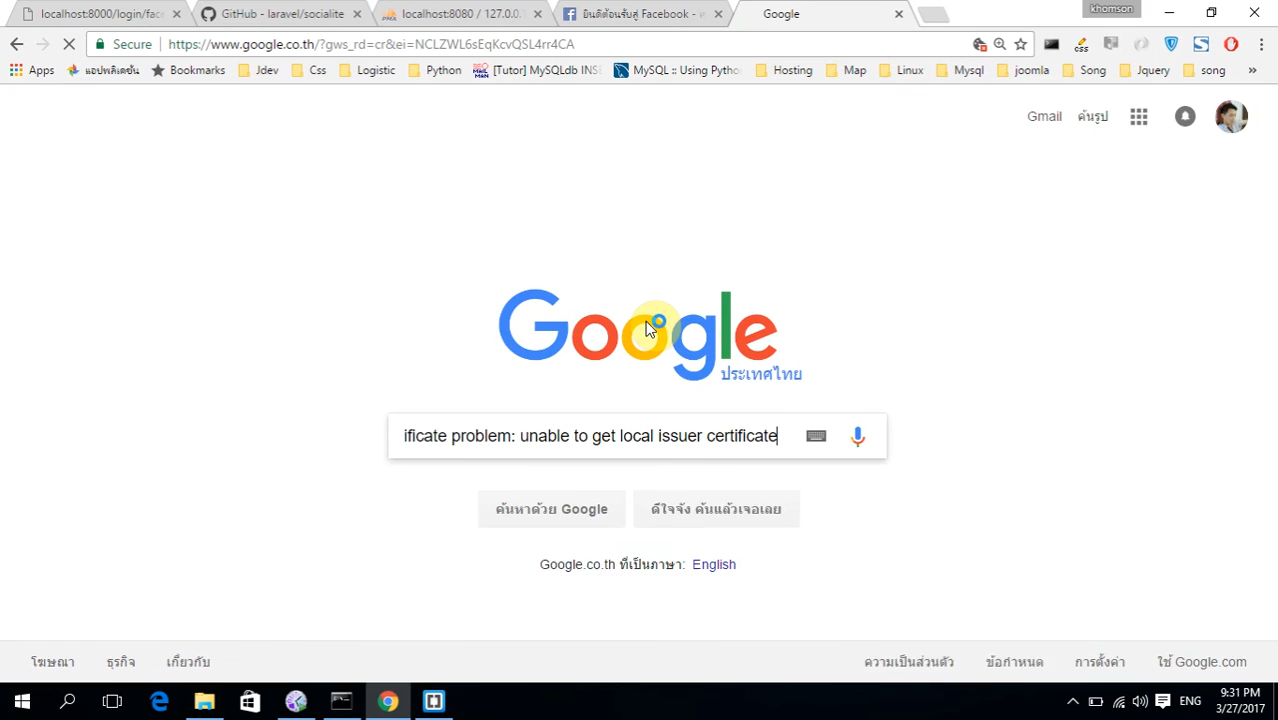 localhost:8000/login/fac
GitHub - laravel/socialite
localhost:8080 / 127.0.0.1
ยินดีต้อนรับสู่ Facebook - เ
Google
khomson
Secure
https://www.google.co.th/?gws_rd=cr&ei=NCLZWL6sEqKcvQSL4rr4CA
Apps
แอปพลิเคชัน
Bookmarks
Jdev
Css
Logistic
Python
[Tutor] MySQLdb INSE
MySQL :: Using Pytho
Hosting
Map
Linux
Mysql
joomla
Song
Jquery
song
»
Gmail
ค้นรูป
Google
ประเทศไทย
ificate problem: unable to get local issuer certificate
ค้นหาด้วย Google
ดีใจจัง ค้นแล้วเจอเลย
Google.co.th ที่เป็นภาษา: English
โฆษณา
ธุรกิจ
เกี่ยวกับ
ความเป็นส่วนตัว
ข้อกำหนด
การตั้งค่า
ใช้ Google.com
ENG
9:31 PM
3/27/2017